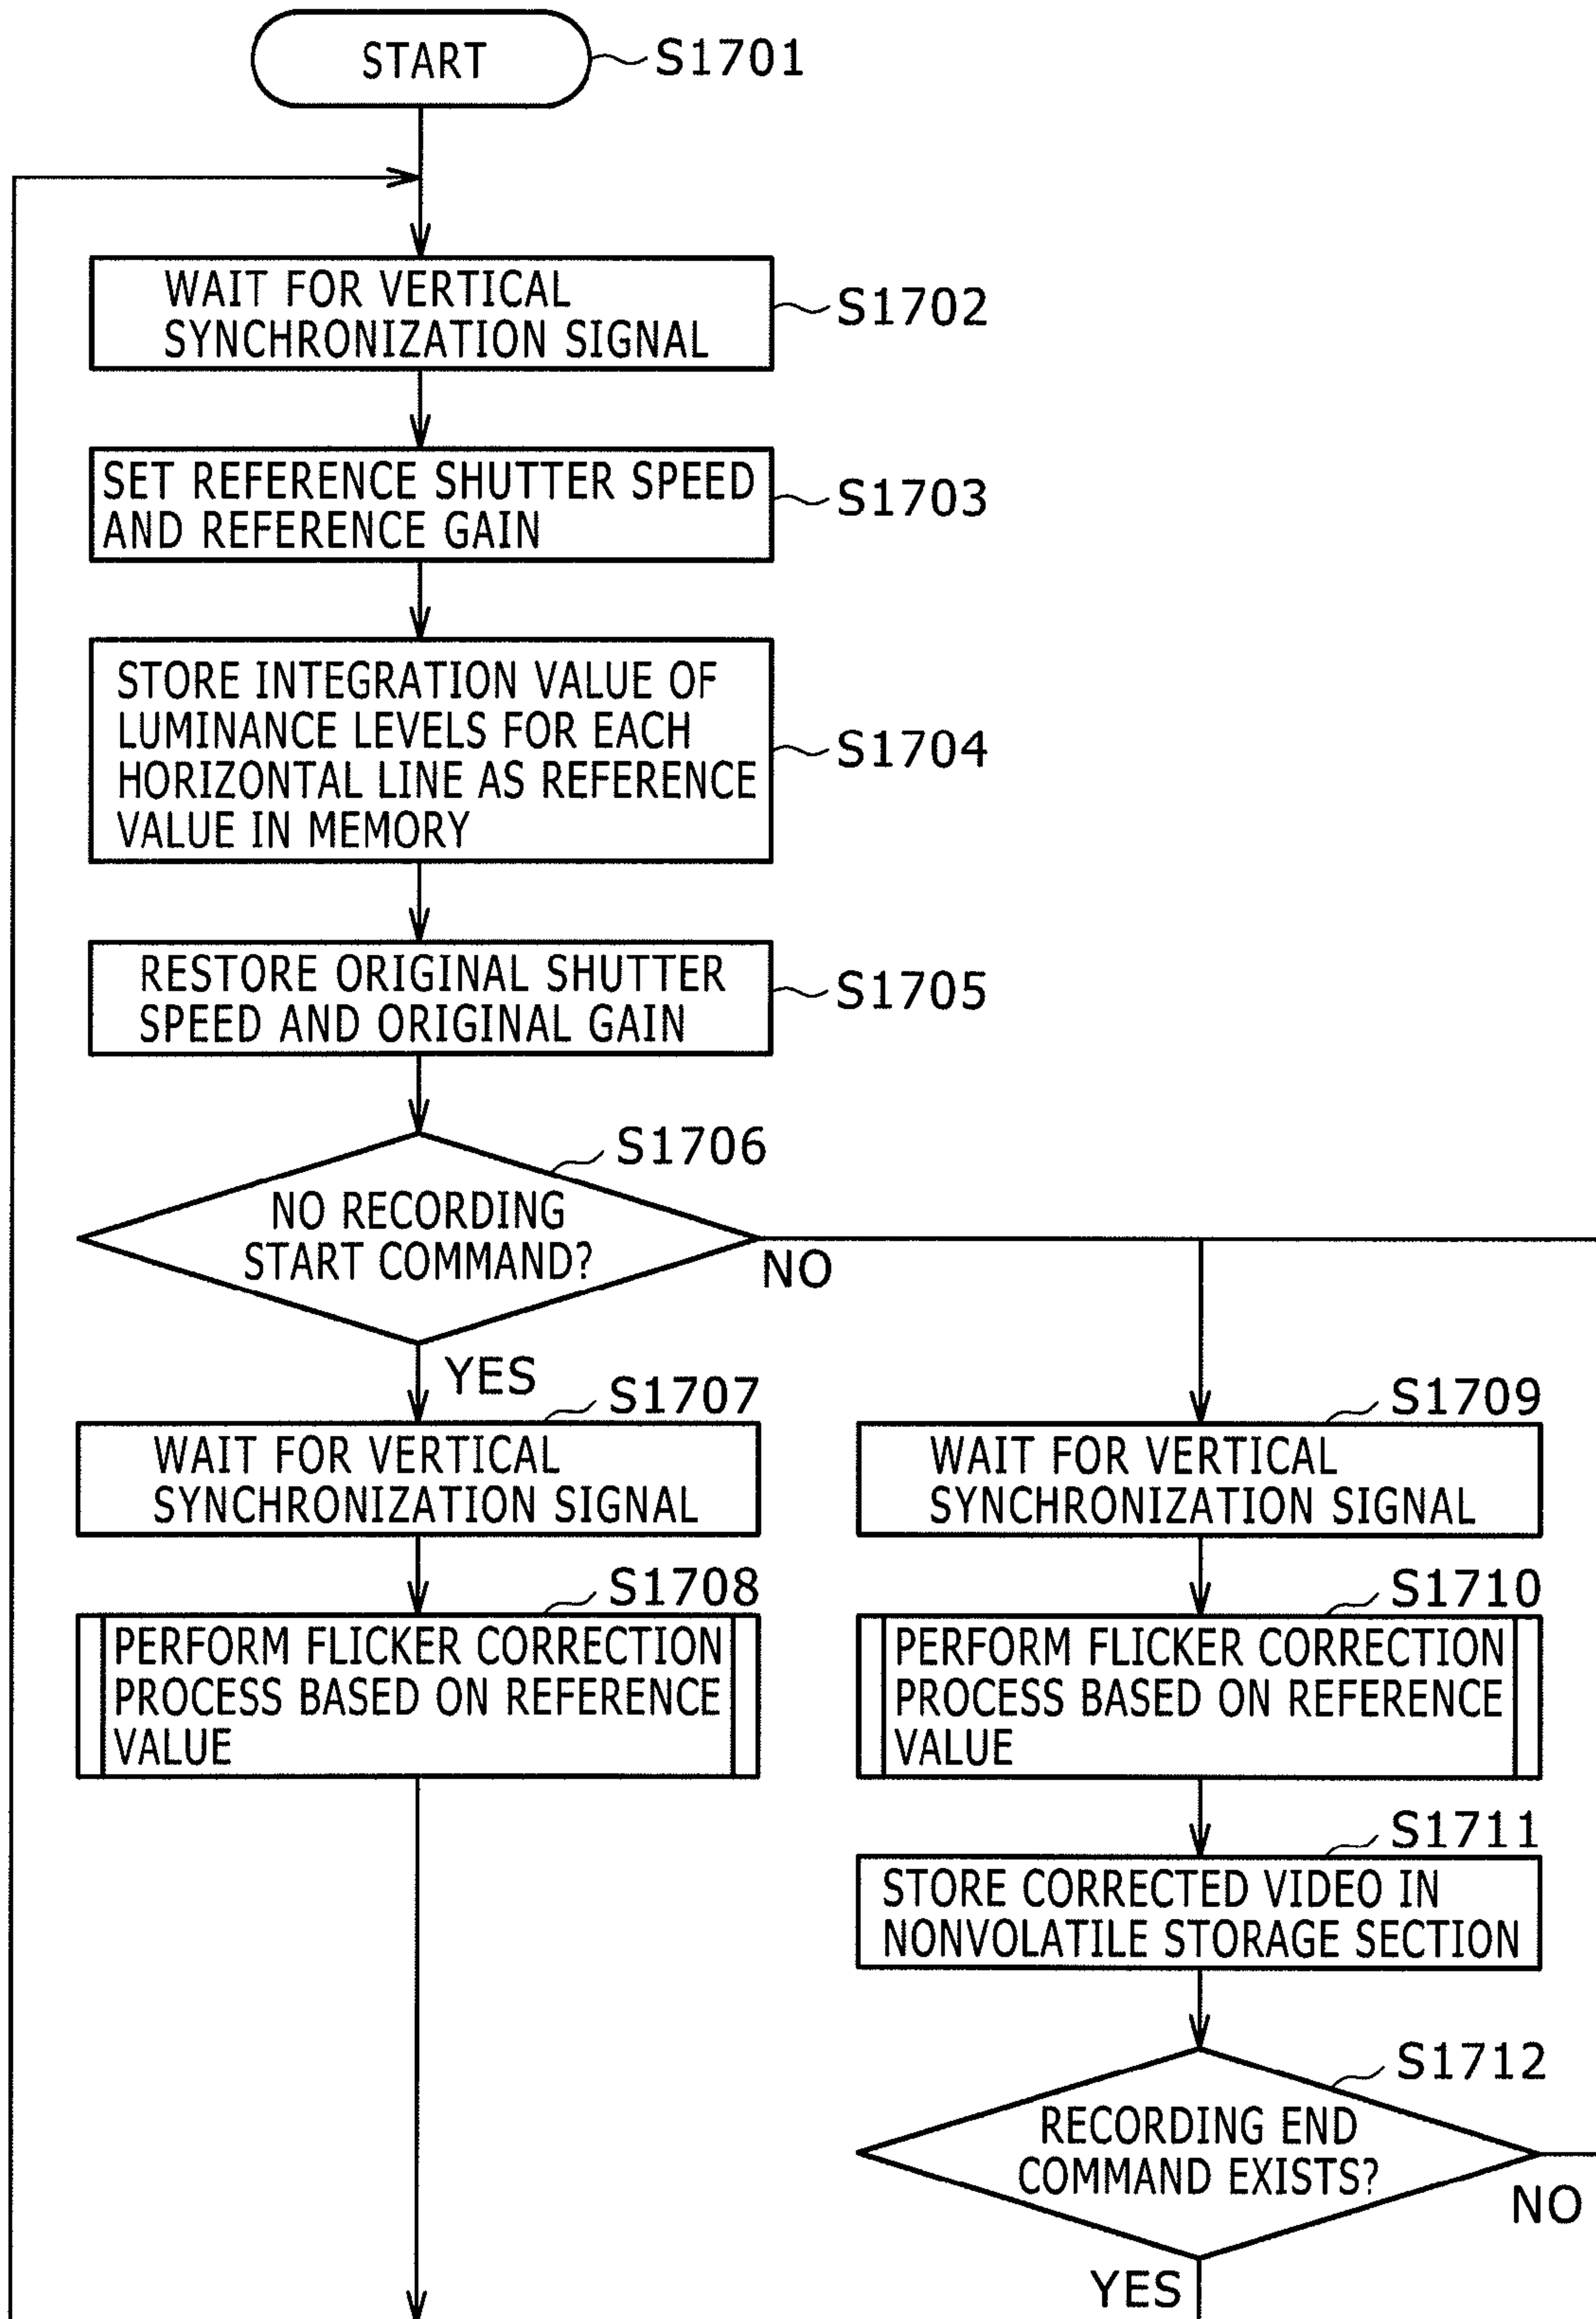 START
S1701
WAIT FOR VERTICAL
SYNCHRONIZATION SIGNAL
S1702
SET REFERENCE SHUTTER SPEED
AND REFERENCE GAIN
S1703
STORE INTEGRATION VALUE OF
LUMINANCE LEVELS FOR EACH
HORIZONTAL LINE AS REFERENCE
VALUE IN MEMORY
S1704
RESTORE ORIGINAL SHUTTER
SPEED AND ORIGINAL GAIN
S1705
S1706
NO RECORDING
START COMMAND?
NO
YES
S1707
WAIT FOR VERTICAL
SYNCHRONIZATION SIGNAL
S1708
PERFORM FLICKER CORRECTION
PROCESS BASED ON REFERENCE
VALUE
S1709
WAIT FOR VERTICAL
SYNCHRONIZATION SIGNAL
S1710
PERFORM FLICKER CORRECTION
PROCESS BASED ON REFERENCE
VALUE
S1711
STORE CORRECTED VIDEO IN
NONVOLATILE STORAGE SECTION
S1712
RECORDING END
COMMAND EXISTS?
NO
YES